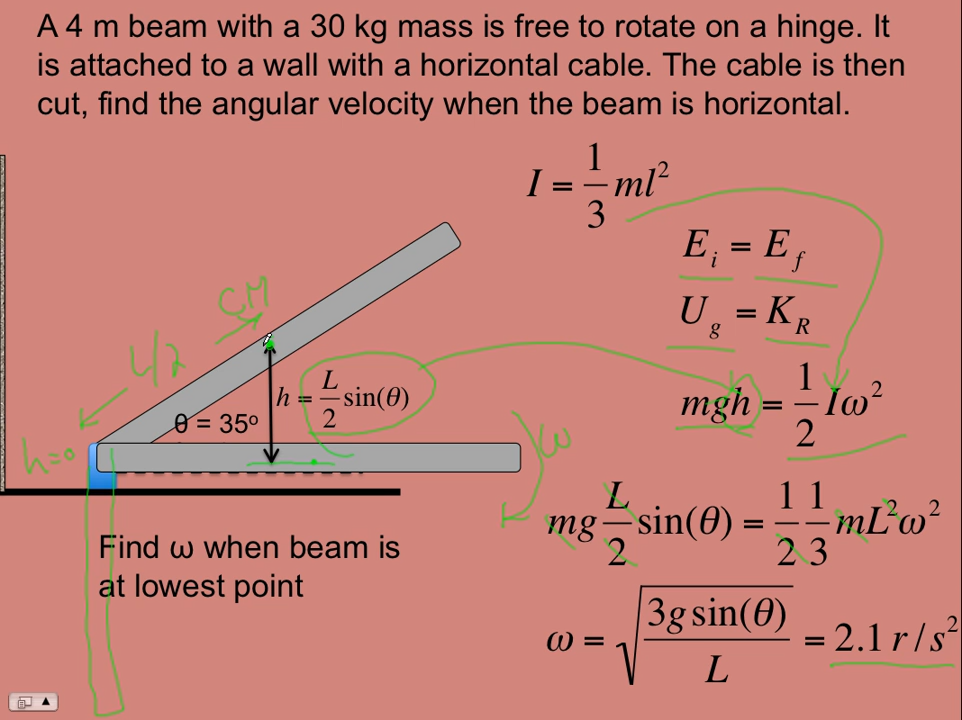 A 4 m beam with a 30 kg mass is free to rotate on a hinge. It
is attached to a wall with a horizontal cable. The cable is then
cut, find the angular velocity when the beam is horizontal.
I = 1/3 ml²
E_i = E_f
U_g = K_R
CM
L/2
h = L/2 sin(θ)
mgh = 1/2 Iω²
θ = 35º
h=0
ω
mg L/2 sin(θ) = 1/2 1/3 mL²ω²
Find ω when beam is
at lowest point
ω = √(3g sin(θ)/L) = 2.1 r/s²